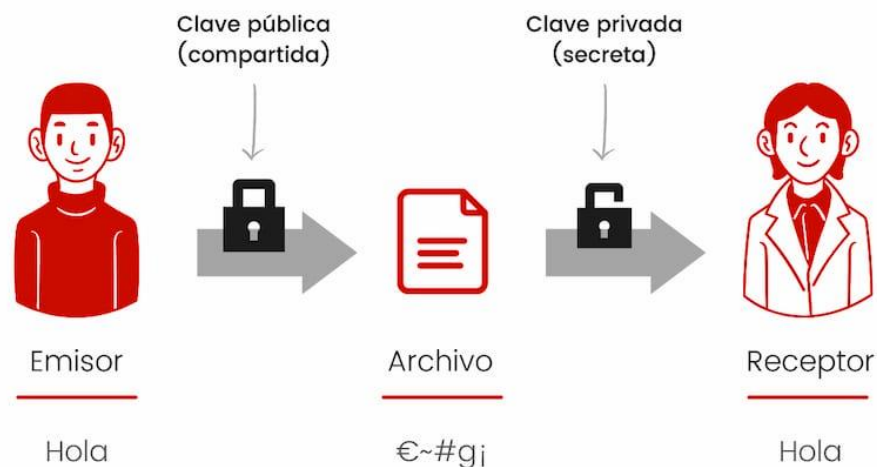 Clave pública
(compartida)
Clave privada
(secreta)
Emisor
Archivo
Receptor
Hola
€~#g¡
Hola